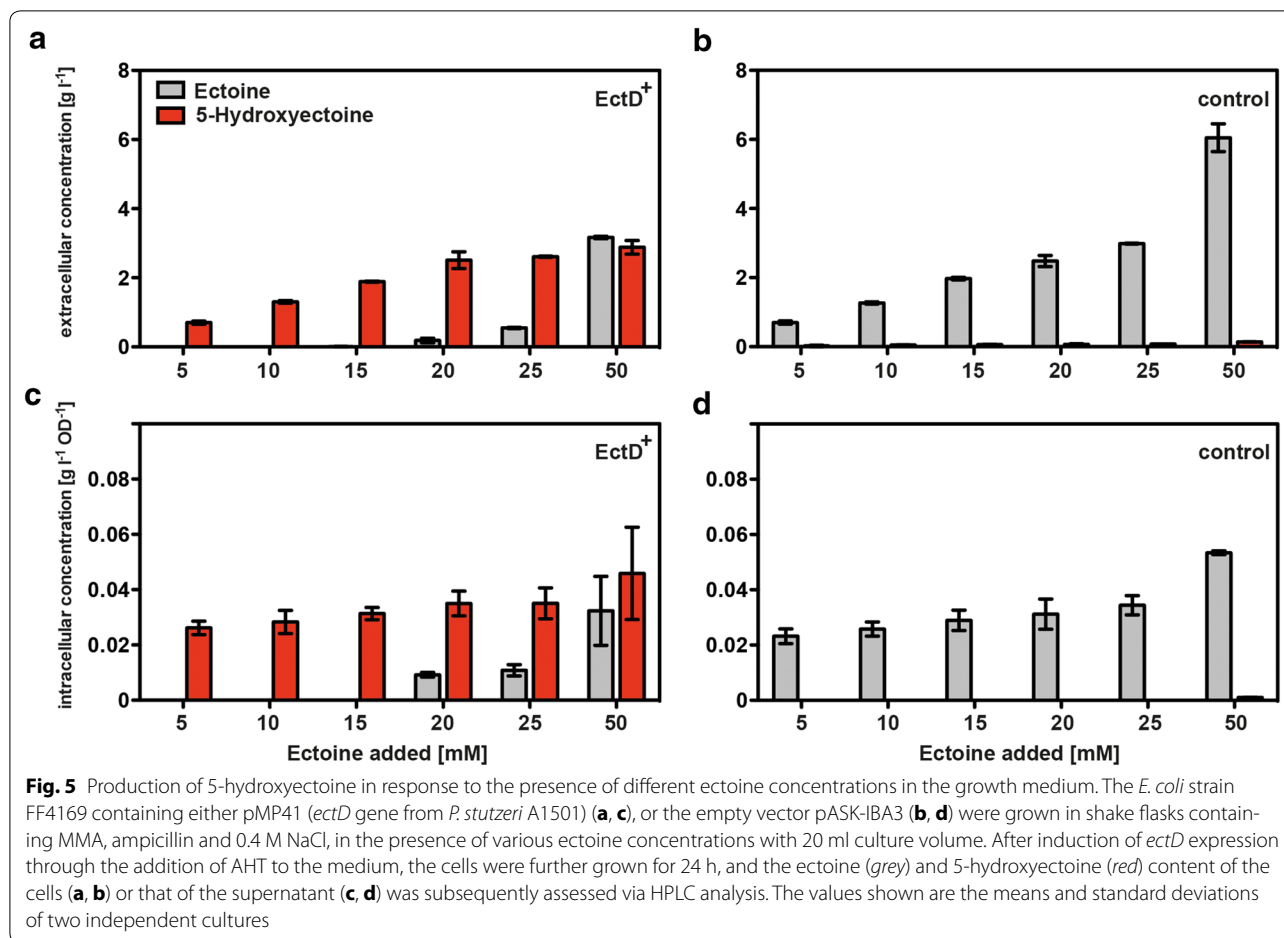 a
extracellular concentration [g l-1]
8
6
4
2
0
Ectoine
5-Hydroxyectoine
EctD+
5 10 15 20 25 50
b
8
6
4
2
0
control
5 10 15 20 25 50
c
intracellular concentration [g l-1 OD-1]
0.08
0.06
0.04
0.02
0
EctD+
5 10 15 20 25 50
Ectoine added [mM]
d
0.08
0.06
0.04
0.02
0
control
5 10 15 20 25 50
Ectoine added [mM]
Fig. 5 Production of 5-hydroxyectoine in response to the presence of different ectoine concentrations in the growth medium. The E. coli strain
FF4169 containing either pMP41 (ectD gene from P. stutzeri A1501) (a, c), or the empty vector pASK-IBA3 (b, d) were grown in shake flasks contain-
ing MMA, ampicillin and 0.4 M NaCl, in the presence of various ectoine concentrations with 20 ml culture volume. After induction of ectD expression
through the addition of AHT to the medium, the cells were further grown for 24 h, and the ectoine (grey) and 5-hydroxyectoine (red) content of the
cells (a, b) or that of the supernatant (c, d) was subsequently assessed via HPLC analysis. The values shown are the means and standard deviations
of two independent cultures